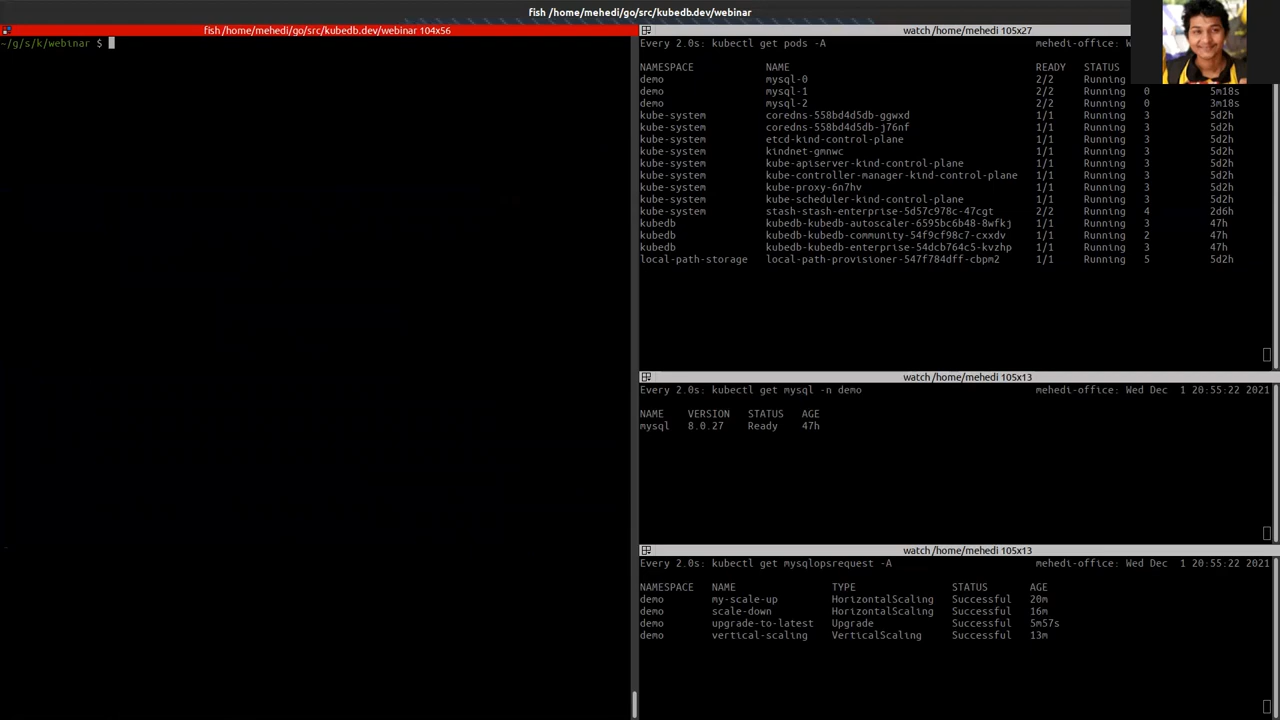 fish /home/mehedi/go/src/kubedb.dev/webinar
fish /home/mehedi/go/src/kubedb.dev/webinar 104x56
~/g/s/k/webinar $
watch /home/mehedi 105x27
Every 2.0s: kubectl get pods -A mehedi-office: W
NAMESPACE NAME READY STATUS
demo mysql-0 2/2 Running
demo mysql-1 2/2 Running 0 5m18s
demo mysql-2 2/2 Running 0 3m18s
kube-system coredns-558bd4d5db-ggwxd 1/1 Running 3 5d2h
kube-system coredns-558bd4d5db-j76nf 1/1 Running 3 5d2h
kube-system etcd-kind-control-plane 1/1 Running 3 5d2h
kube-system kindnet-gmnwc 1/1 Running 3 5d2h
kube-system kube-apiserver-kind-control-plane 1/1 Running 3 5d2h
kube-system kube-controller-manager-kind-control-plane 1/1 Running 3 5d2h
kube-system kube-proxy-6n7hv 1/1 Running 3 5d2h
kube-system kube-scheduler-kind-control-plane 1/1 Running 3 5d2h
kube-system stash-stash-enterprise-5d57c978c-47cgt 2/2 Running 4 2d6h
kubedb kubedb-kubedb-autoscaler-6595bc6b48-8wfkj 1/1 Running 3 47h
kubedb kubedb-kubedb-community-54f9cf98c7-cxxdv 1/1 Running 2 47h
kubedb kubedb-kubedb-enterprise-54dcb764c5-kvzhp 1/1 Running 3 47h
local-path-storage local-path-provisioner-547f784dff-cbpm2 1/1 Running 5 5d2h
watch /home/mehedi 105x13
Every 2.0s: kubectl get mysql -n demo mehedi-office: Wed Dec 1 20:55:22 2021
NAME VERSION STATUS AGE
mysql 8.0.27 Ready 47h
watch /home/mehedi 105x13
Every 2.0s: kubectl get mysqlopsrequest -A mehedi-office: Wed Dec 1 20:55:22 2021
NAMESPACE NAME TYPE STATUS AGE
demo my-scale-up HorizontalScaling Successful 20m
demo scale-down HorizontalScaling Successful 16m
demo upgrade-to-latest Upgrade Successful 5m57s
demo vertical-scaling VerticalScaling Successful 13m